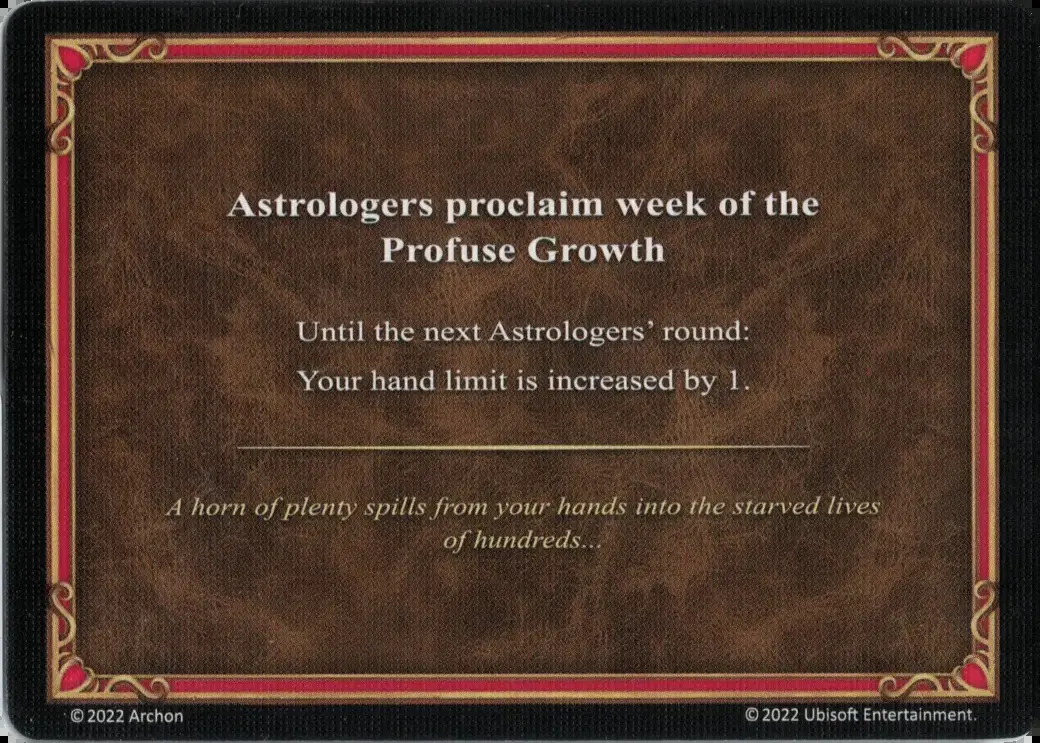 Astrologers proclaim week of the
Profuse Growth
Until the next Astrologers’ round:
Your hand limit is increased by 1.
A horn of plenty spills from your hands into the starved lives
of hundreds...
© 2022 Archon
© 2022 Ubisoft Entertainment.